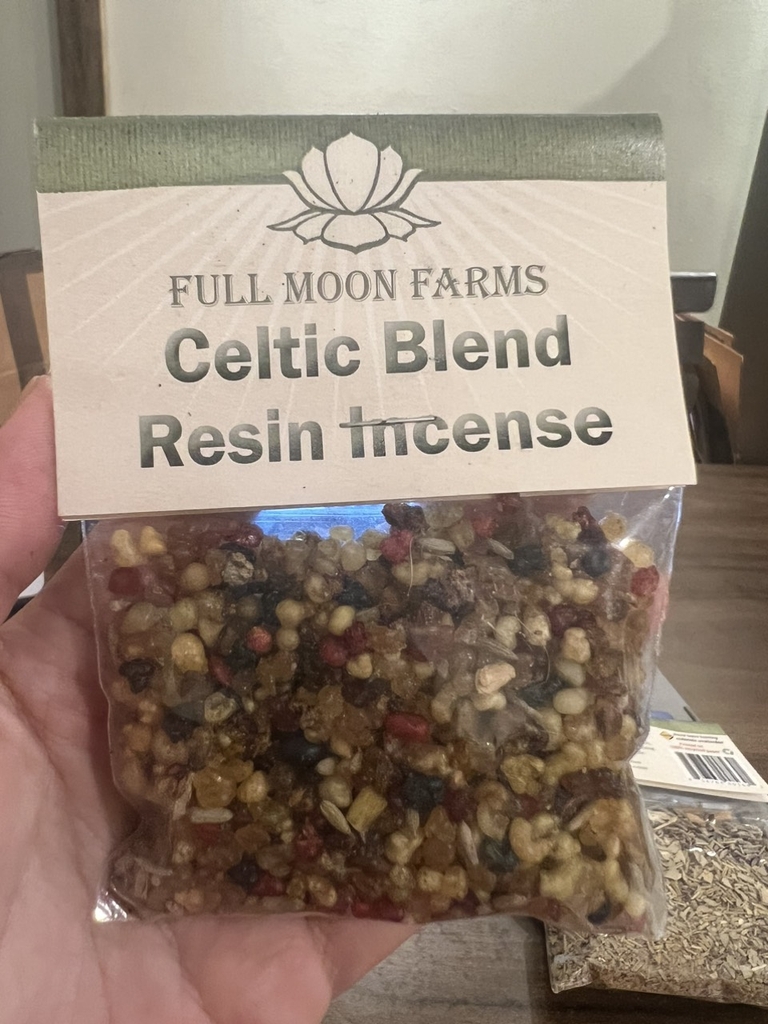 FULL MOON FARMS
Celtic Blend
Resin Incense